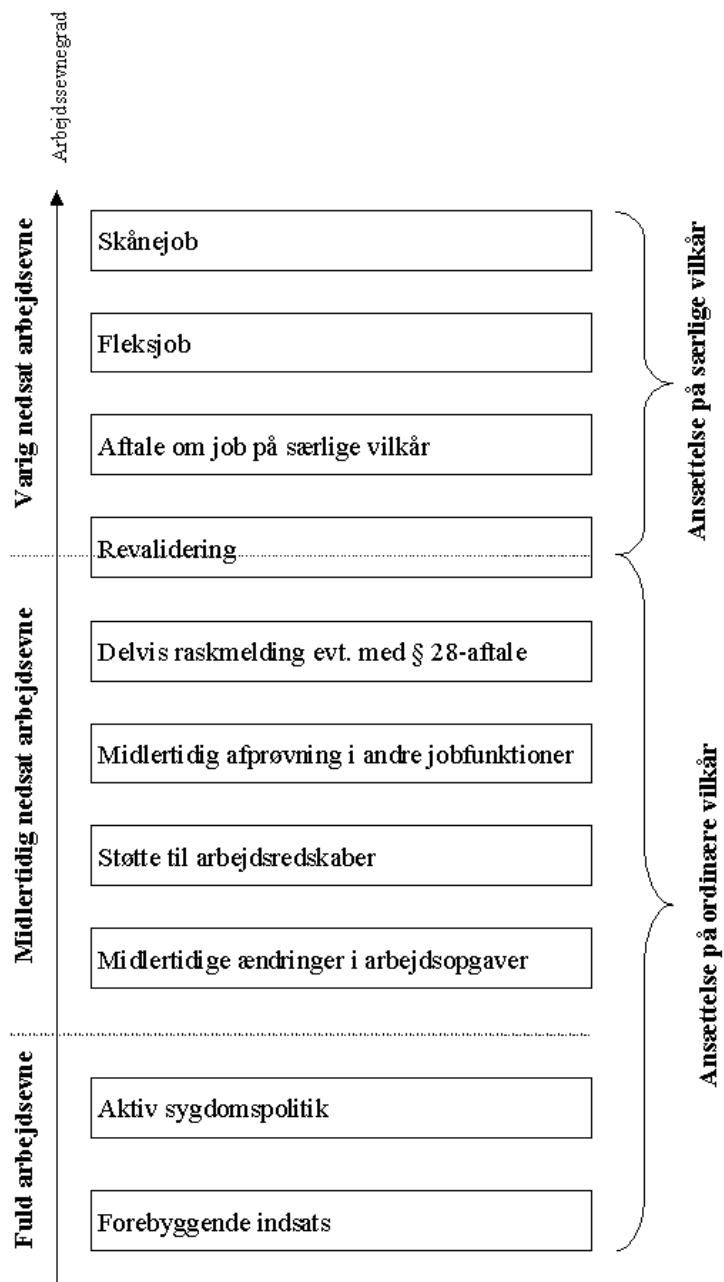 Arbejdssevnegrad
Varig nedsat arbejdsevne
Skånejob
Fleksjob
Aftale om job på særlige vilkår
Revalidering
Ansættelse på særlige vilkår
Midlertidig nedsat arbejdsevne
Delvis raskmelding evt. med § 28-aftale
Midlertidig afprøvning i andre jobfunktioner
Støtte til arbejdsredskaber
Midlertidige ændringer i arbejdsopgaver
Ansættelse på ordinære vilkår
Fuld arbejdsevne
Aktiv sygdomspolitik
Forebyggende indsats